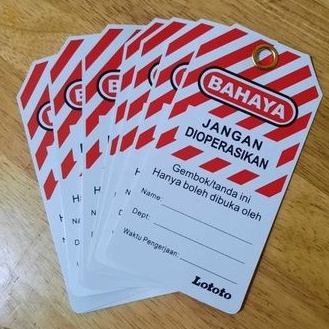 BAHAYA
JANGAN
DIOPERASIKAN
Gembok/tanda ini
Hanya boleh dibuka oleh
Name:
Dept:
Waktu Pengerjaan:
Lototo